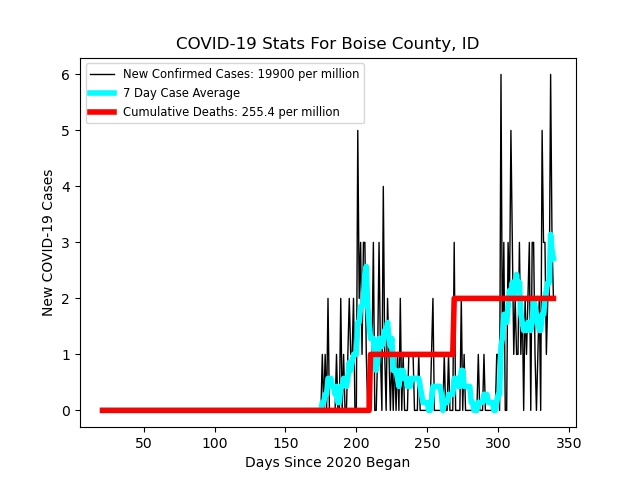 COVID-19 Stats For Boise County, ID
New Confirmed Cases: 19900 per million
7 Day Case Average
Cumulative Deaths: 255.4 per million
New COVID-19 Cases
6
5
4
3
2
1
0
50 100 150 200 250 300 350
Days Since 2020 Began